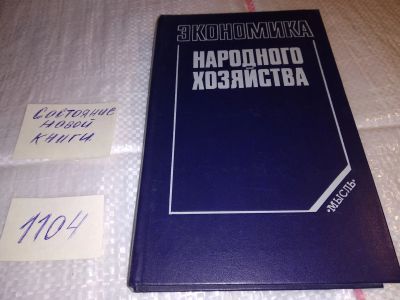 ЭКОНОМИКА
НАРОДНОГО
ХОЗЯЙСТВА
«МЫСЛЬ»
Состояние
новой
книги.
1104